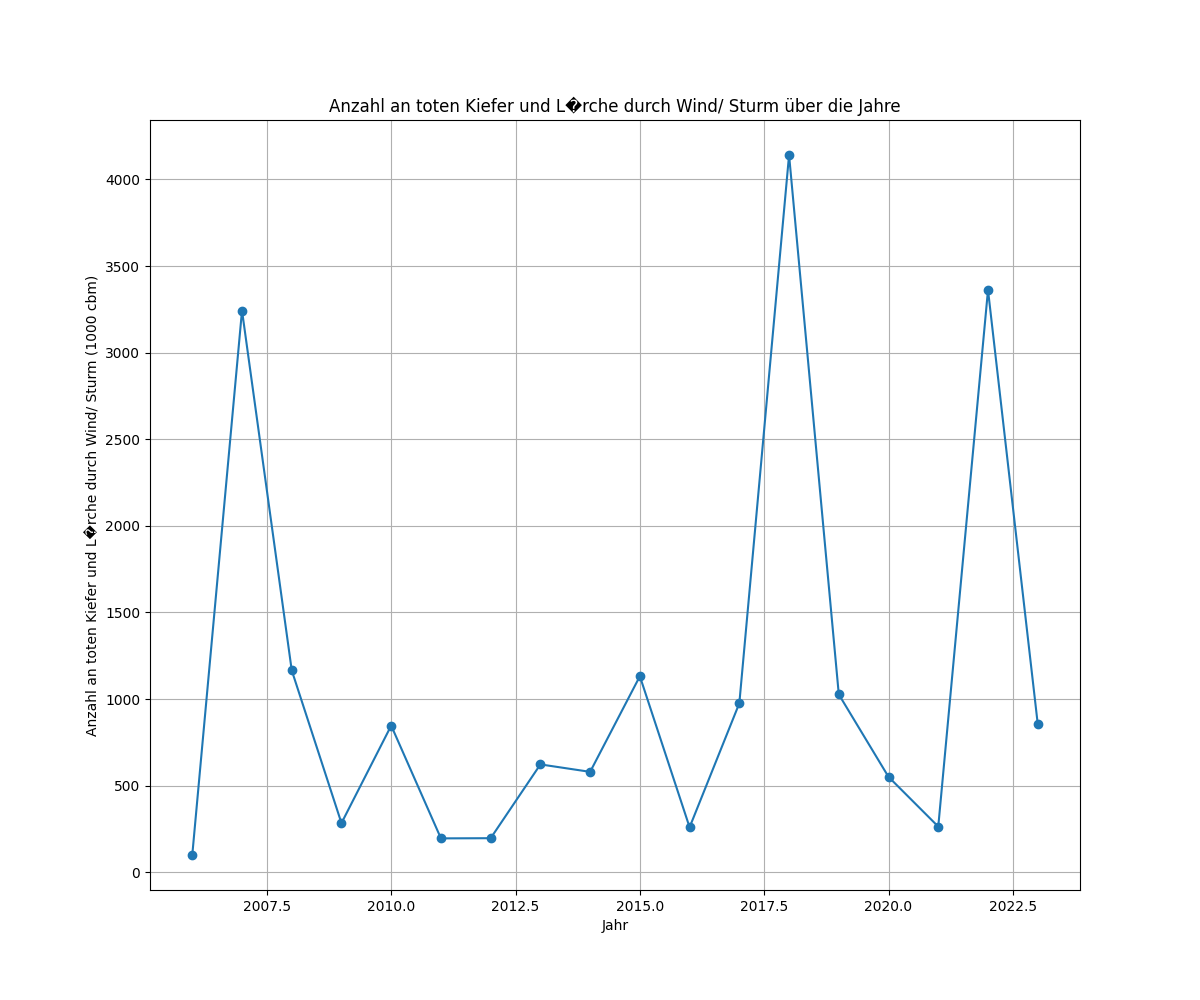 Anzahl an toten Kiefer und L�rche durch Wind/ Sturm über die Jahre
Anzahl an toten Kiefer und L�rche durch Wind/ Sturm (1000 cbm)
4000
3500
3000
2500
2000
1500
1000
500
0
2007.5 2010.0 2012.5 2015.0 2017.5 2020.0 2022.5
Jahr